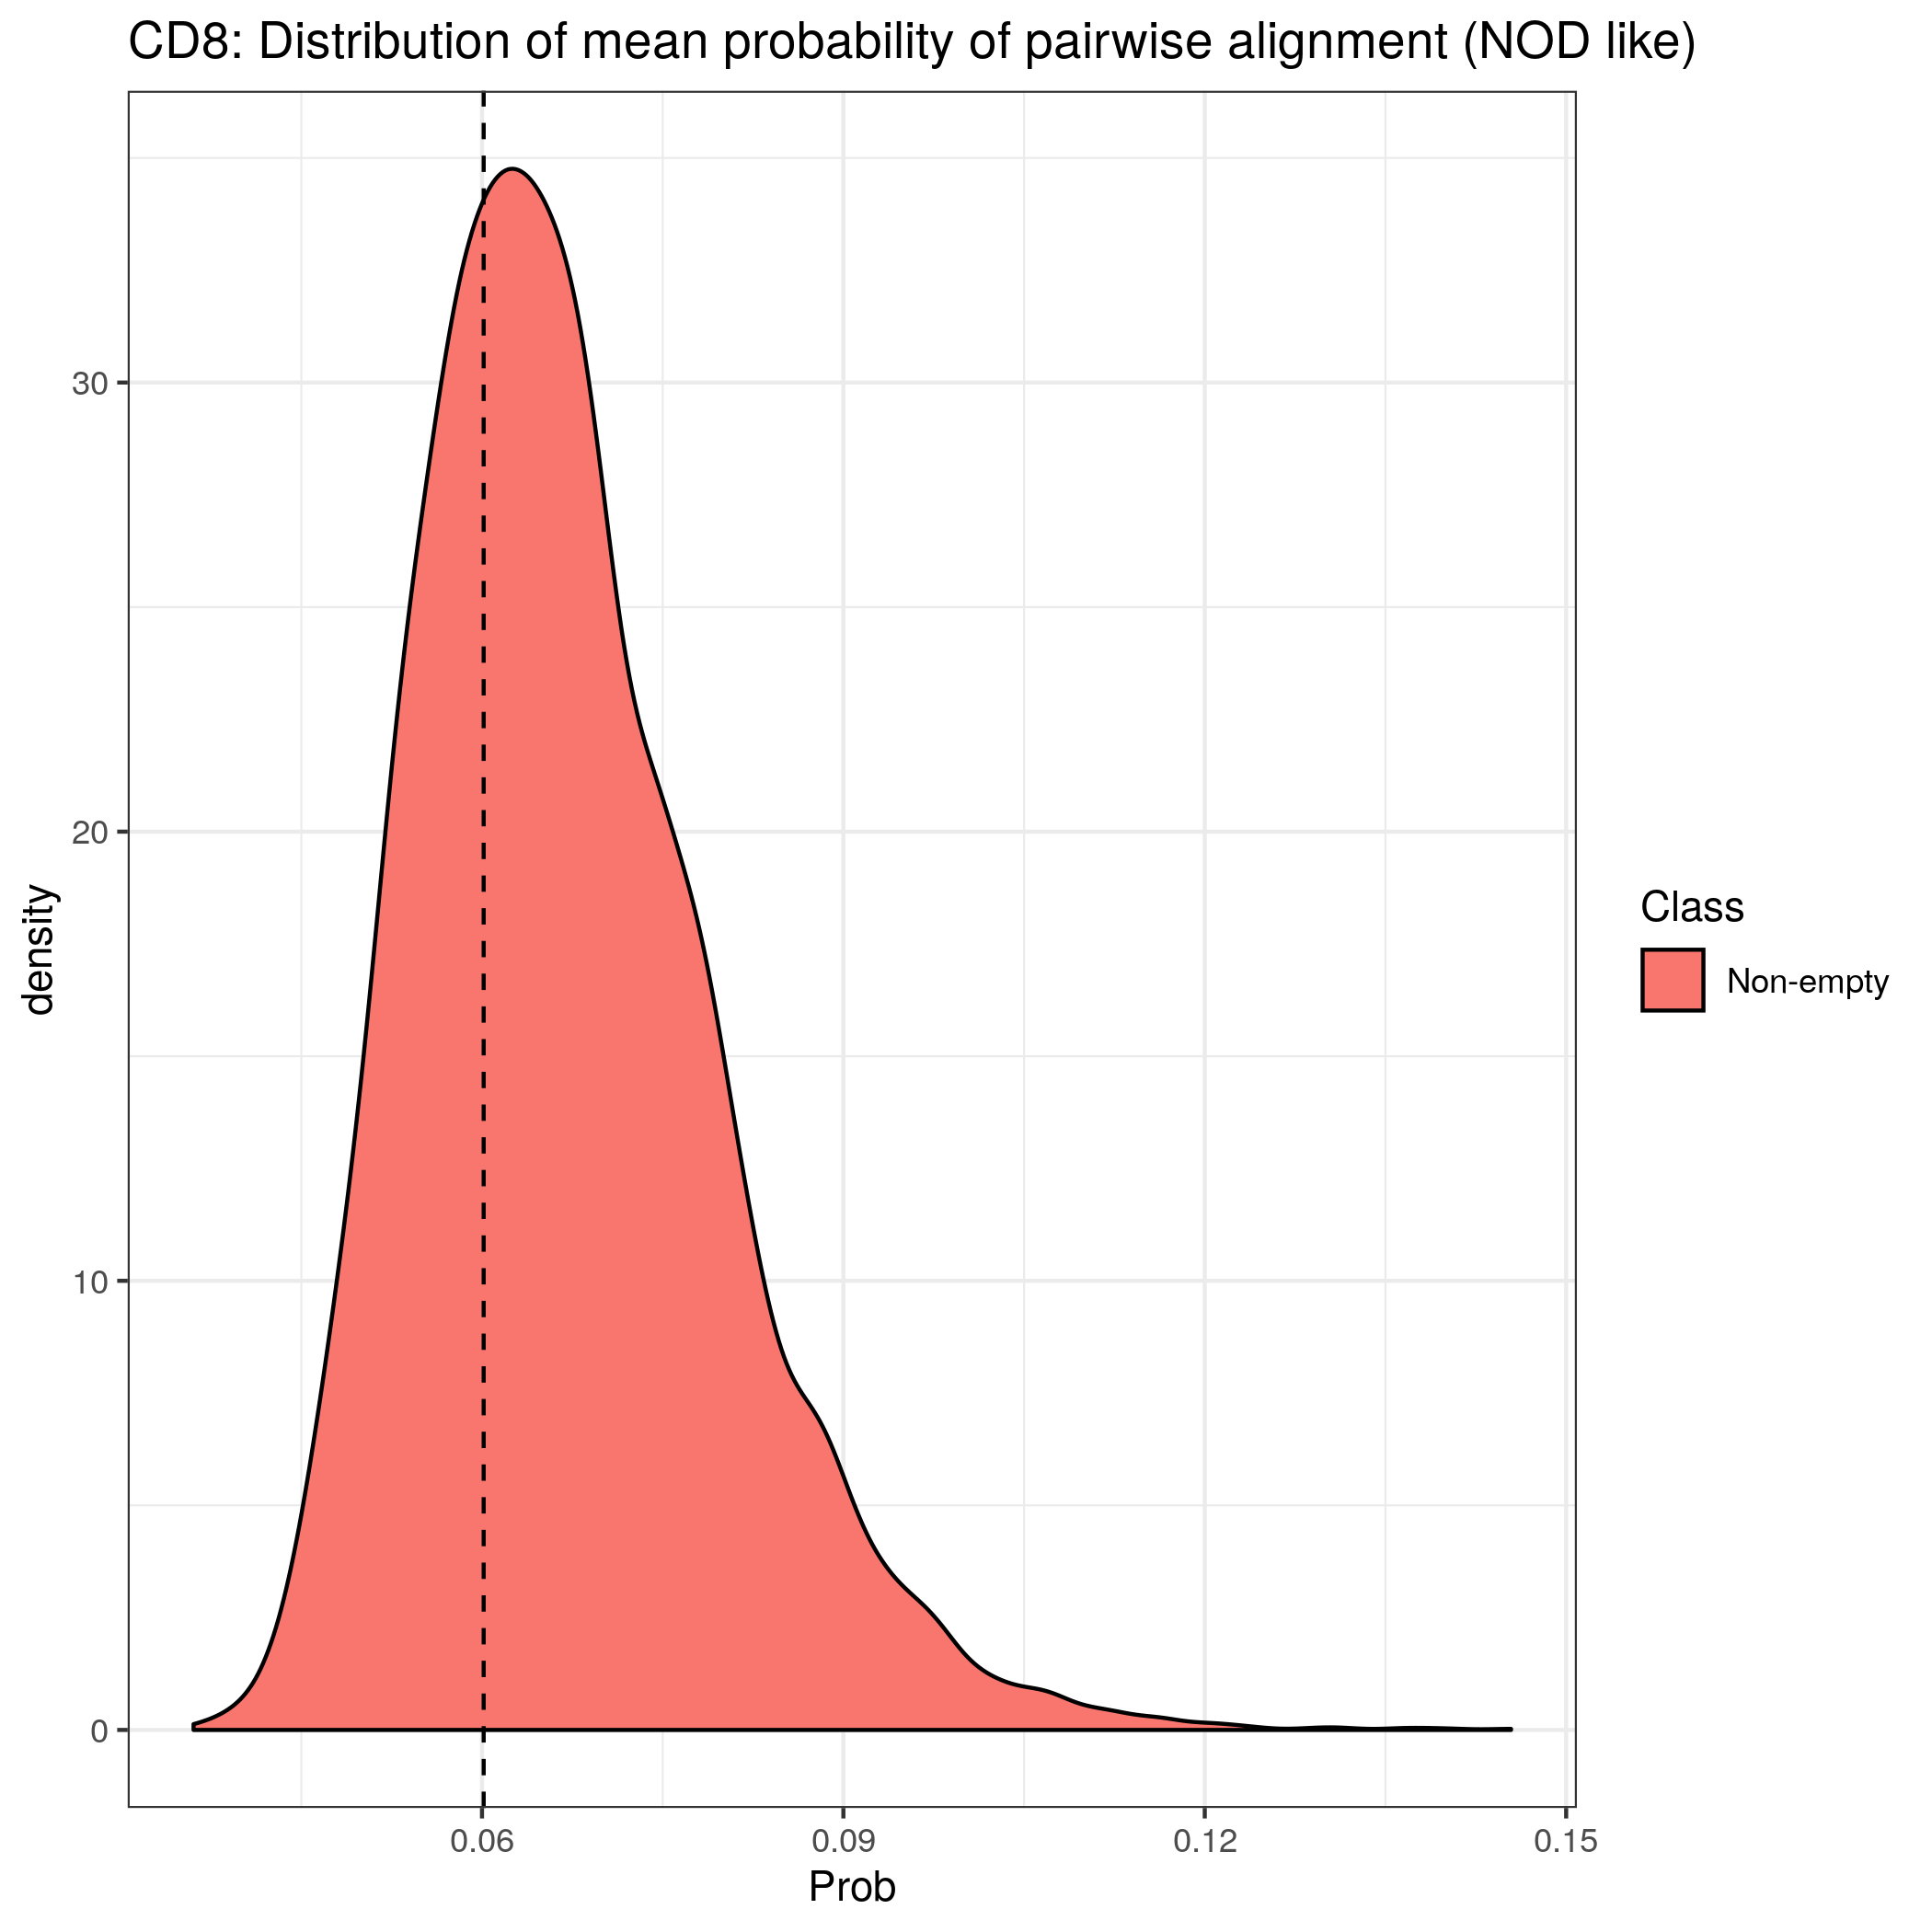 CD8: Distribution of mean probability of pairwise alignment (NOD like)
30
20
10
0
density
0.06
0.09
0.12
0.15
Prob
Class
Non-empty